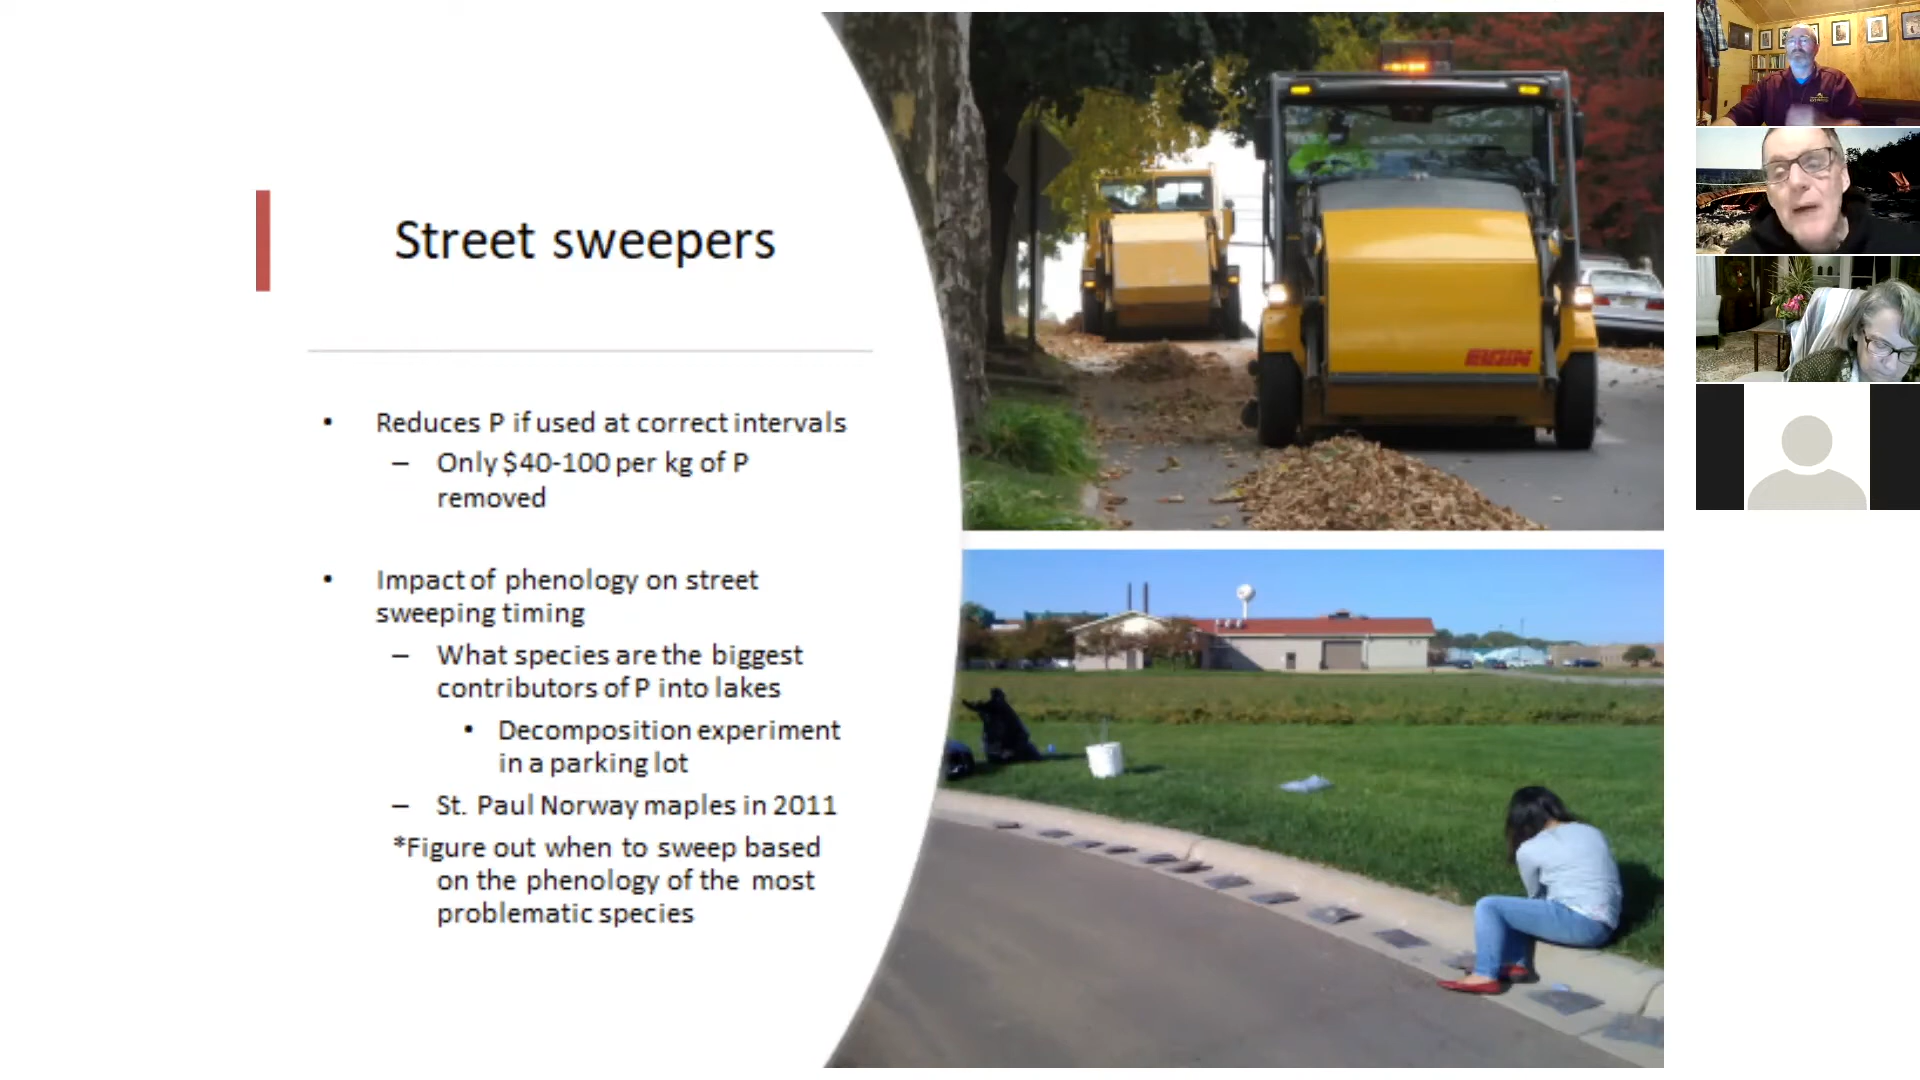 Street sweepers
• Reduces P if used at correct intervals
– Only $40-100 per kg of P
removed
• Impact of phenology on street
sweeping timing
– What species are the biggest
contributors of P into lakes
• Decomposition experiment
in a parking lot
– St. Paul Norway maples in 2011
*Figure out when to sweep based
on the phenology of the most
problematic species
ELGIN